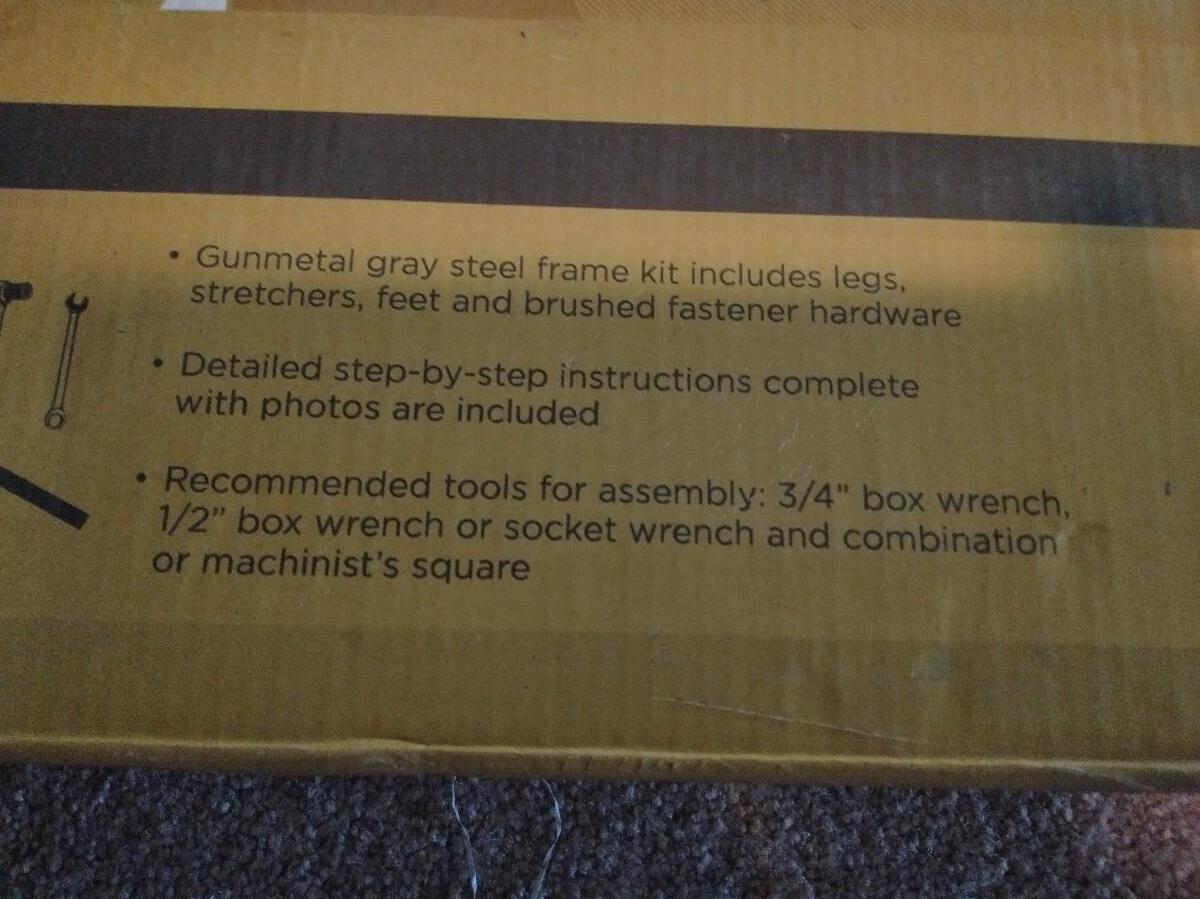 • Gunmetal gray steel frame kit includes legs,
stretchers, feet and brushed fastener hardware
• Detailed step-by-step instructions complete
with photos are included
• Recommended tools for assembly: 3/4" box wrench,
1/2" box wrench or socket wrench and combination
or machinist's square